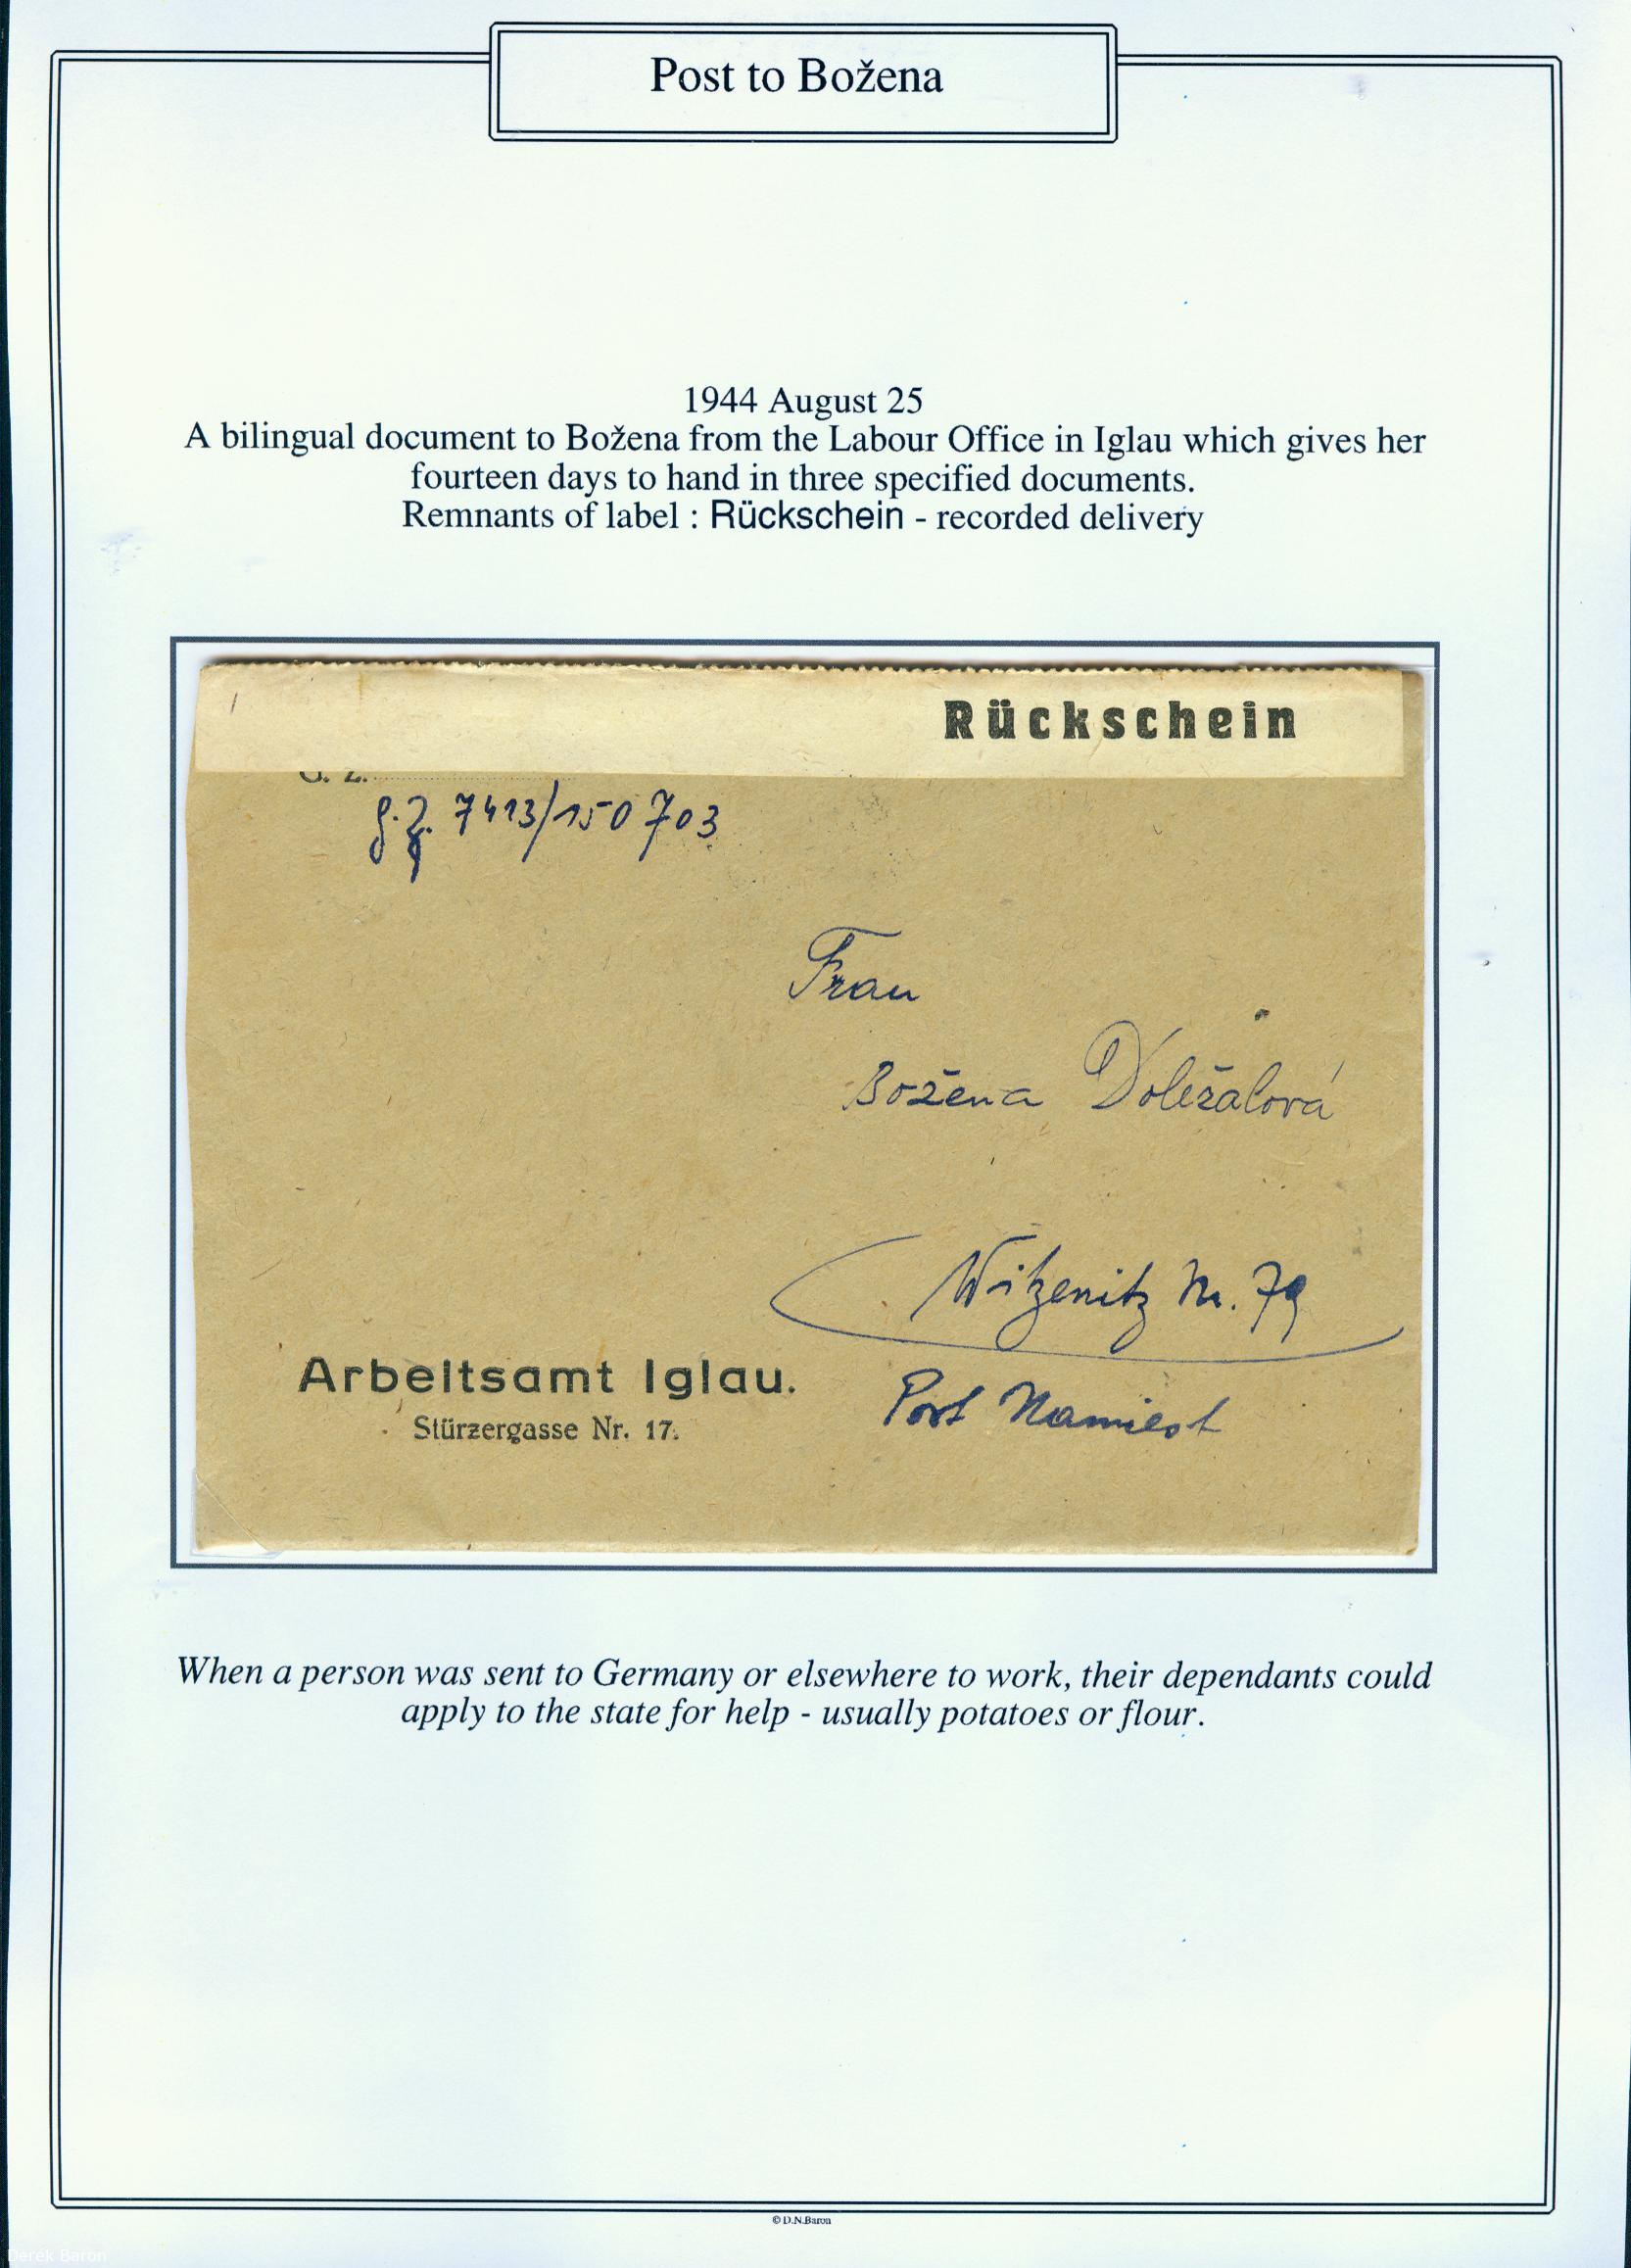 Post to Božena
1944 August 25
A bilingual document to Božena from the Labour Office in Iglau which gives her
fourteen days to hand in three specified documents.
Remnants of label : Rückschein - recorded delivery
Rückschein
G. Z.
g. Z. 7413/150 703
Frau
Božena Doležalová
Witzenitz Nr. 79
Post Namiest
Arbeitsamt Iglau.
Stürzergasse Nr. 17.
When a person was sent to Germany or elsewhere to work, their dependants could
apply to the state for help - usually potatoes or flour.
© D.N.Baron
Derek Baron